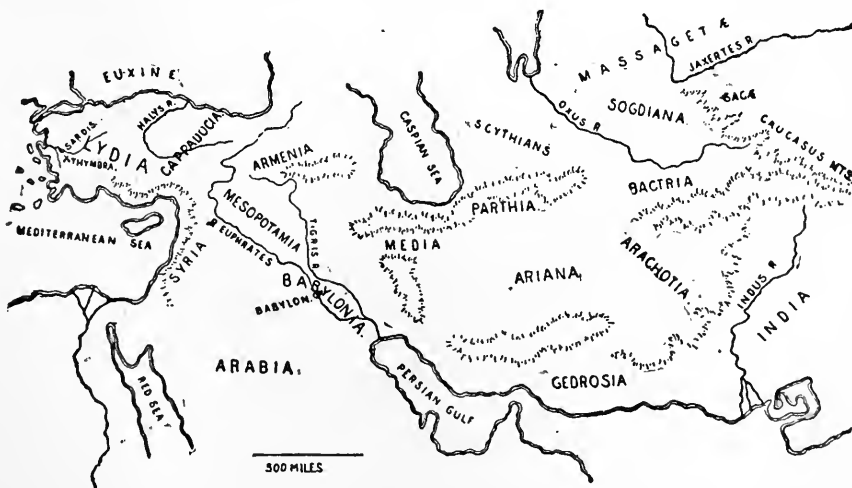 EUXINE
MASSAGETÆ
JAXERTES R.
HALYS R.
CAPPADOCIA
CASPIAN SEA
OXUS R
SOGDIANA
SACÆ
CAUCASUS MTS.
SARDIS
LYDIA
ATHYMBRA
ARMENIA
SCYTHIANS
BACTRIA
MESOPOTAMIA
TIGRIS R
PARTHIA
MEDITERRANEAN SEA
SYRIA
R EUPHRATES
MEDIA
ARACHOTIA
BABYLONIA.
BABYLON
ARIANA
INDUS R
INDIA
RED SEA
ARABIA.
PERSIAN GULF
GEDROSIA
300 MILES